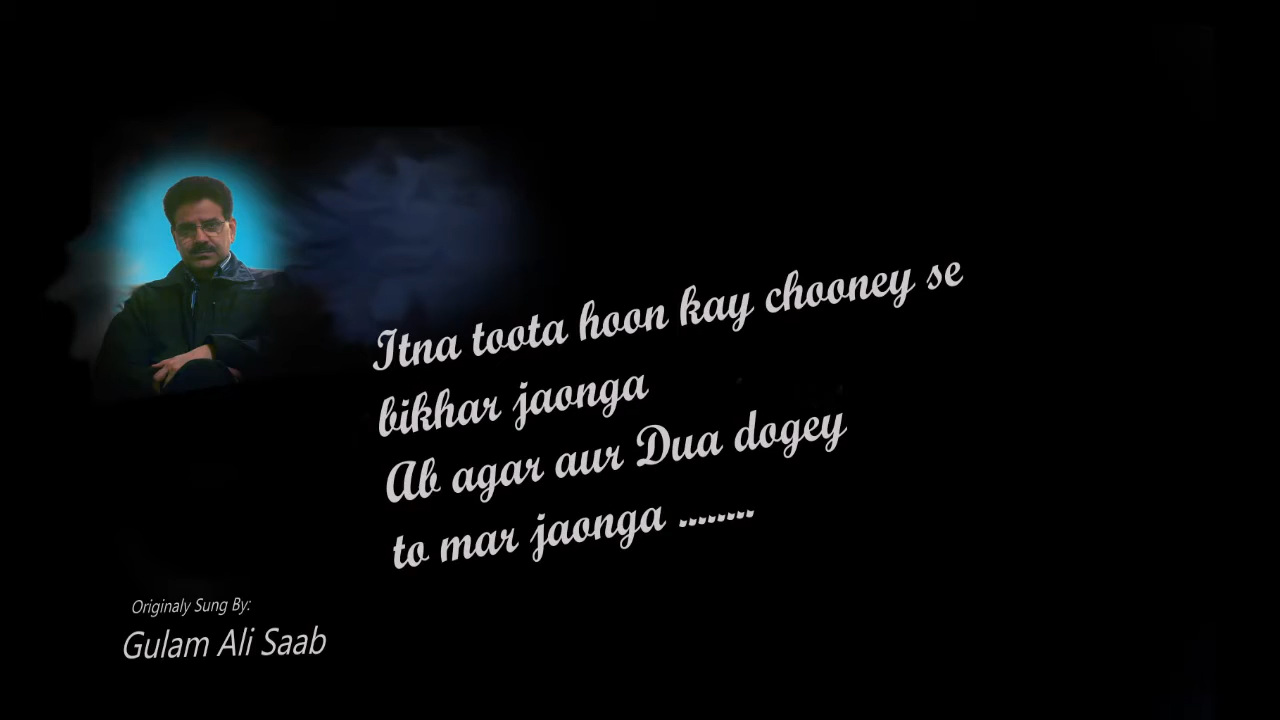 Itna toota hoon kay chooney se
bikhar jaonga
Ab agar aur Dua dogey
to mar jaonga ........
Originaly Sung By:
Gulam Ali Saab